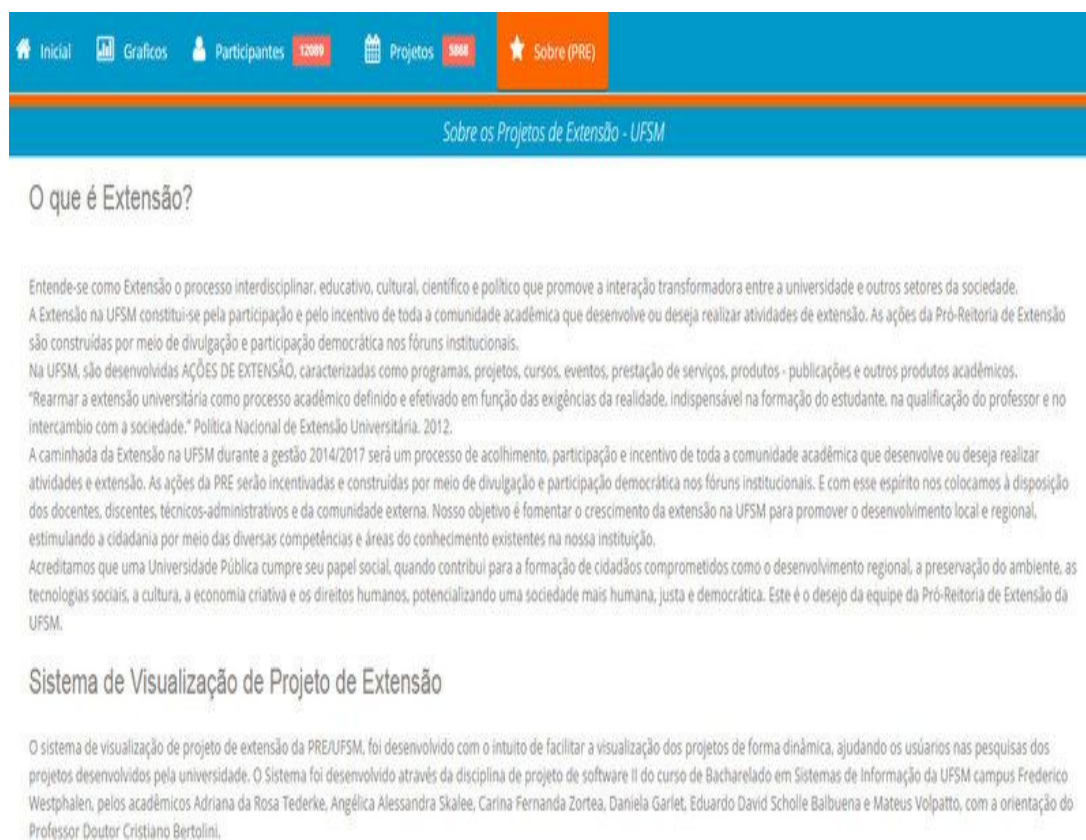 Inicial Graficos Participantes 12089 Projetos 5868 Sobre (PRE)
Sobre os Projetos de Extensão - UFSM
O que é Extensão?
Entende-se como Extensão o processo interdisciplinar, educativo, cultural, científico e político que promove a interação transformadora entre a universidade e outros setores da sociedade.
A Extensão na UFSM constitui-se pela participação e pelo incentivo de toda a comunidade acadêmica que desenvolve ou deseja realizar atividades de extensão. As ações da Pró-Reitoria de Extensão
são construídas por meio de divulgação e participação democrática nos fóruns institucionais.
Na UFSM, são desenvolvidas AÇÕES DE EXTENSÃO, caracterizadas como programas, projetos, cursos, eventos, prestação de serviços, produtos - publicações e outros produtos acadêmicos.
"Rearmar a extensão universitária como processo acadêmico definido e efetivado em função das exigências da realidade, indispensável na formação do estudante, na qualificação do professor e no
intercambio com a sociedade." Política Nacional de Extensão Universitária. 2012.
A caminhada da Extensão na UFSM durante a gestão 2014/2017 será um processo de acolhimento, participação e incentivo de toda a comunidade acadêmica que desenvolve ou deseja realizar
atividades e extensão. As ações da PRE serão incentivadas e construídas por meio de divulgação e participação democrática nos fóruns institucionais. E com esse espírito nos colocamos à disposição
dos docentes, discentes, técnicos-administrativos e da comunidade externa. Nosso objetivo é fomentar o crescimento da extensão na UFSM para promover o desenvolvimento local e regional,
estimulando a cidadania por meio das diversas competências e áreas do conhecimento existentes na nossa instituição.
Acreditamos que uma Universidade Pública cumpre seu papel social, quando contribui para a formação de cidadãos comprometidos como o desenvolvimento regional, a preservação do ambiente, as
tecnologias sociais, a cultura, a economia criativa e os direitos humanos, potencializando uma sociedade mais humana, justa e democrática. Este é o desejo da equipe da Pró-Reitoria de Extensão da
UFSM.
Sistema de Visualização de Projeto de Extensão
O sistema de visualização de projeto de extensão da PRE/UFSM, foi desenvolvido com o intuito de facilitar a visualização dos projetos de forma dinâmica, ajudando os usúarios nas pesquisas dos
projetos desenvolvidos pela universidade. O Sistema foi desenvolvido através da disciplina de projeto de software II do curso de Bacharelado em Sistemas de Informação da UFSM campus Frederico
Westphalen, pelos acadêmicos Adriana da Rosa Tederke, Angélica Alessandra Skalee, Carina Fernanda Zortea, Daniela Garlet, Eduardo David Scholle Balbuena e Mateus Volpatto, com a orientação do
Professor Doutor Cristiano Bertolini.